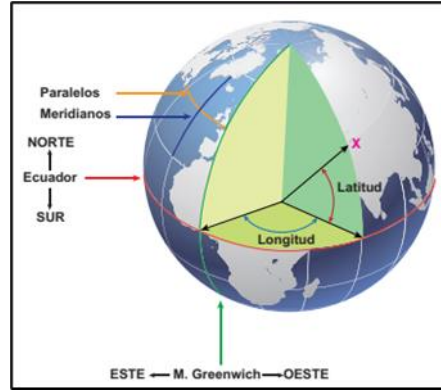 Paralelos
Meridianos
NORTE
Ecuador
SUR
X
Latitud
Longitud
ESTE M. Greenwich OESTE